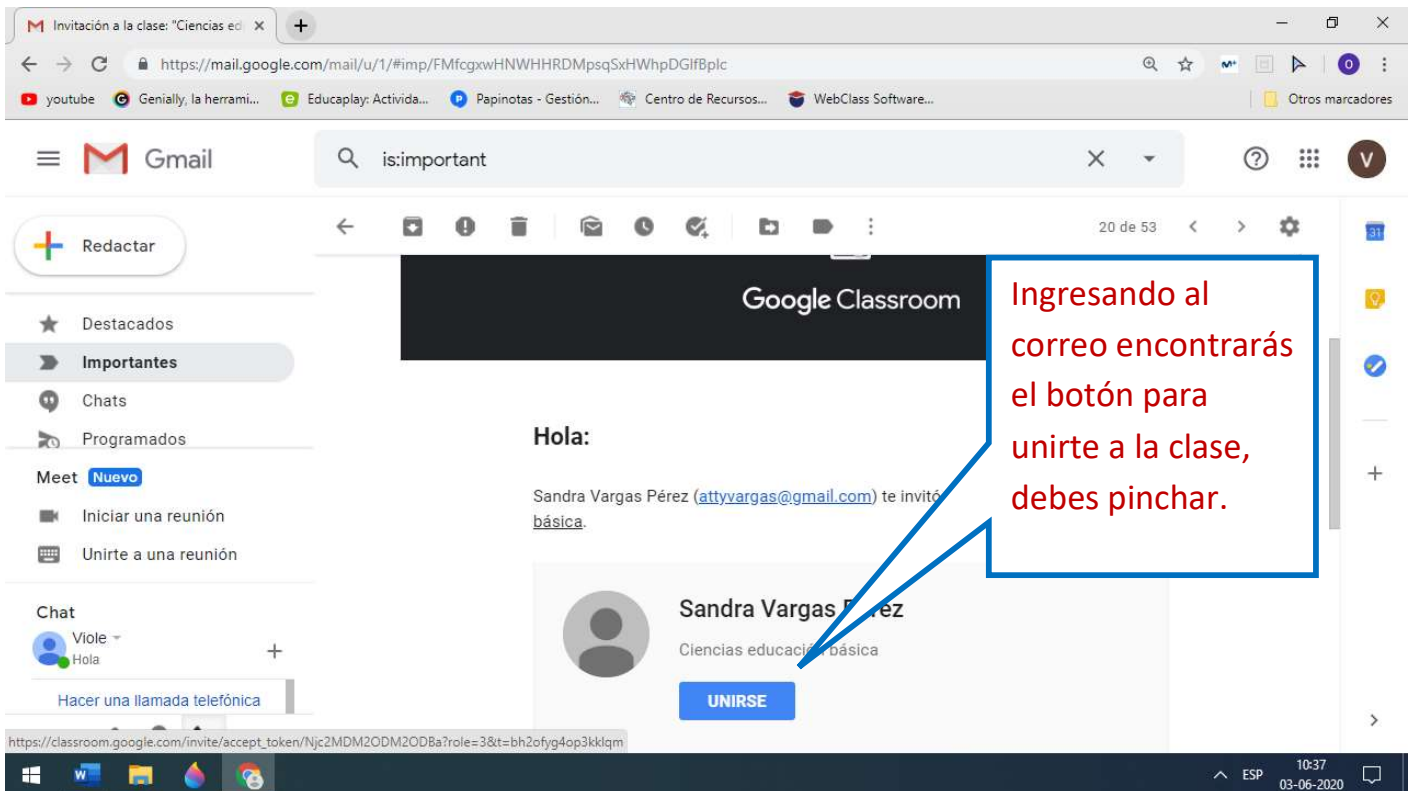 Invitación a la clase: "Ciencias ed
https://mail.google.com/mail/u/1/#imp/FMfcgxwHNWHHRDMpsqSxHWhpDGlfBplc
youtube Genially, la herrami... Educaplay: Activida... Papinotas - Gestión... Centro de Recursos... WebClass Software... Otros marcadores
Gmail is:important V
Redactar 20 de 53
31
Google Classroom
Destacados
Importantes
Chats
Programados
Meet Nuevo
Iniciar una reunión
Unirte a una reunión
Chat
Viole
Hola
Hacer una llamada telefónica
Hola:
Sandra Vargas Pérez (attyvargas@gmail.com) te invitó
básica.
Sandra Vargas Pérez
Ciencias educación básica
UNIRSE
Ingresando al
correo encontrarás
el botón para
unirte a la clase,
debes pinchar.
https://classroom.google.com/invite/accept_token/Njc2MDM2ODM2ODBa?role=3&t=bh2ofyg4op3kklqm
ESP 10:37
03-06-2020